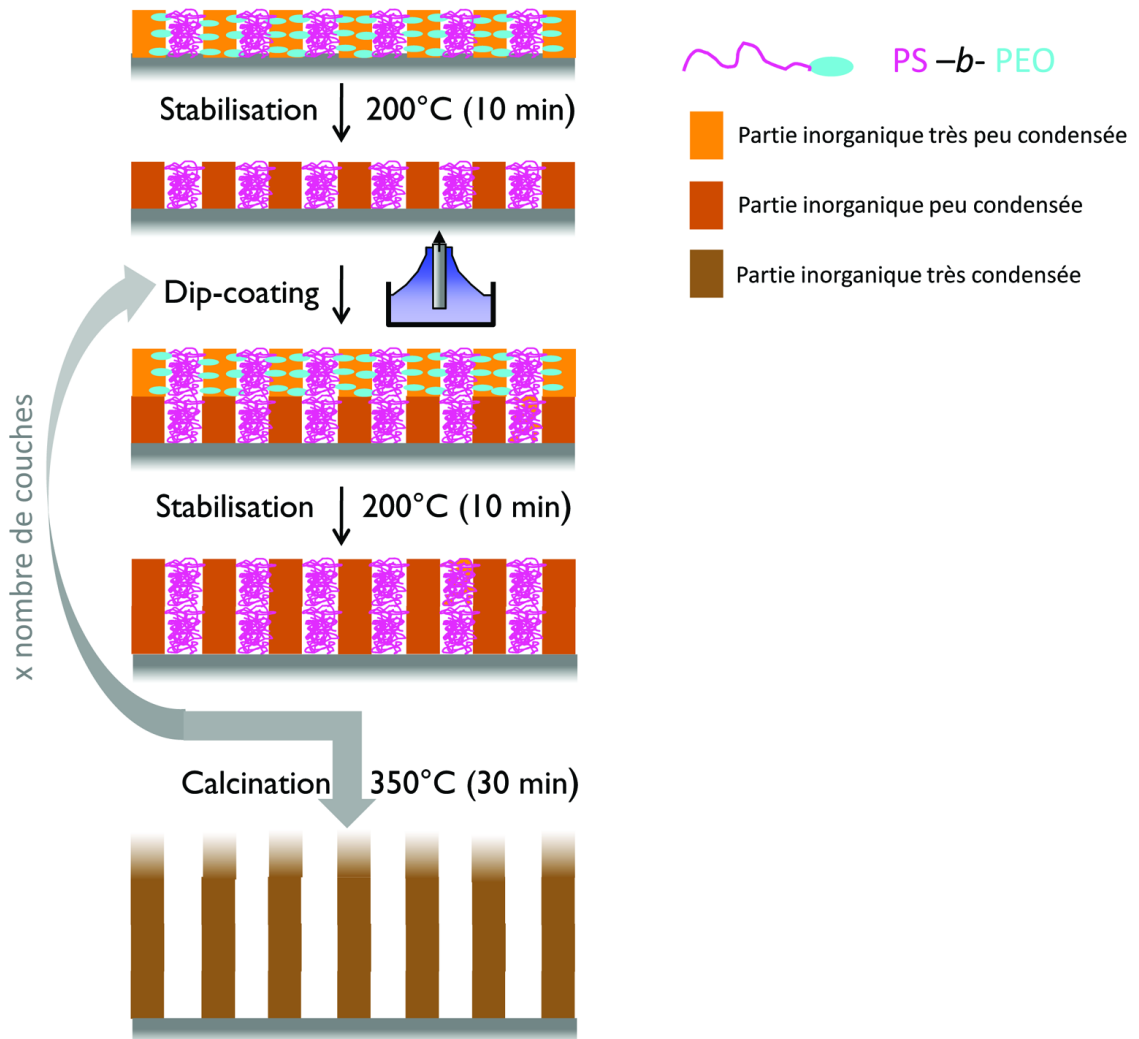 PS –b- PEO
Stabilisation 200°C (10 min)
Partie inorganique très peu condensée
Partie inorganique peu condensée
Partie inorganique très condensée
Dip-coating
x nombre de couches
Stabilisation 200°C (10 min)
Calcination 350°C (30 min)